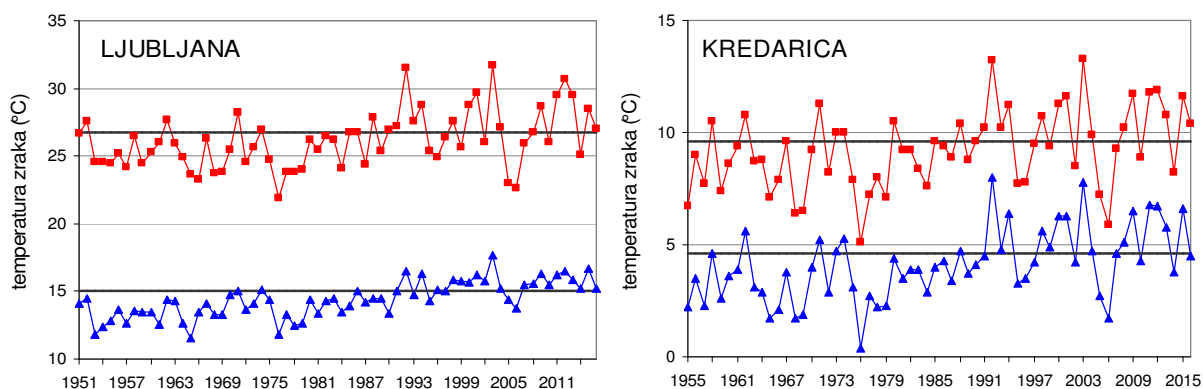 LJUBLJANA
temperatura zraka (°C)
35
30
25
20
15
10
1951 1957 1963 1969 1975 1981 1987 1993 1999 2005 2011
KREDARICA
temperatura zraka (°C)
15
10
5
0
1955 1961 1967 1973 1979 1985 1991 1997 2003 2009 2015